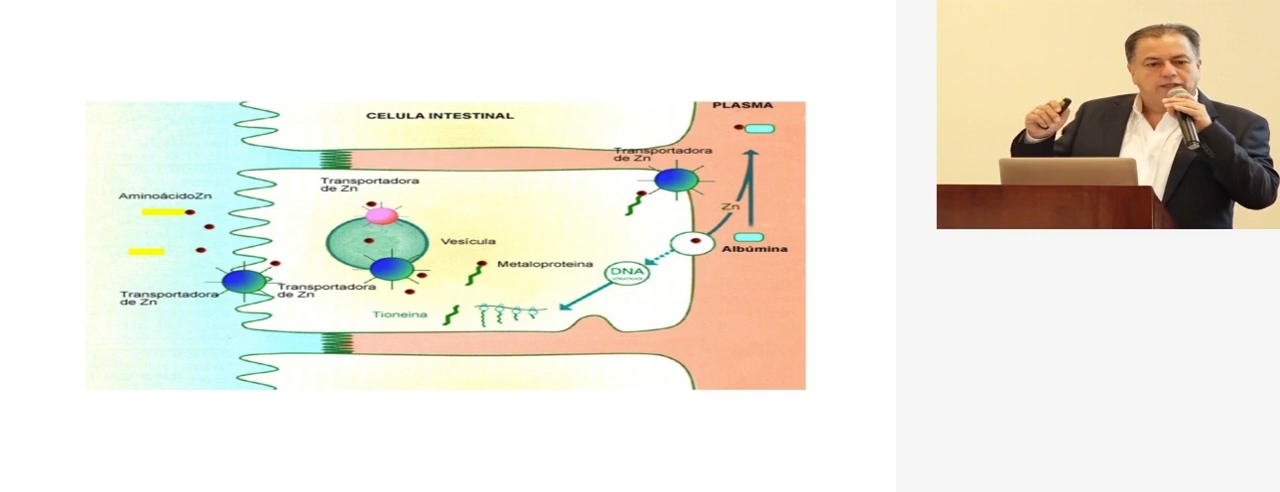 PLASMA
CELULA INTESTINAL
Transportadora
de Zn
Transportadora
de Zn
AminoácidoZn
Zn
Vesícula
Albúmina
Metaloproteina
DNA
Transportadora
de Zn
Transportadora
de Zn
Tioneina